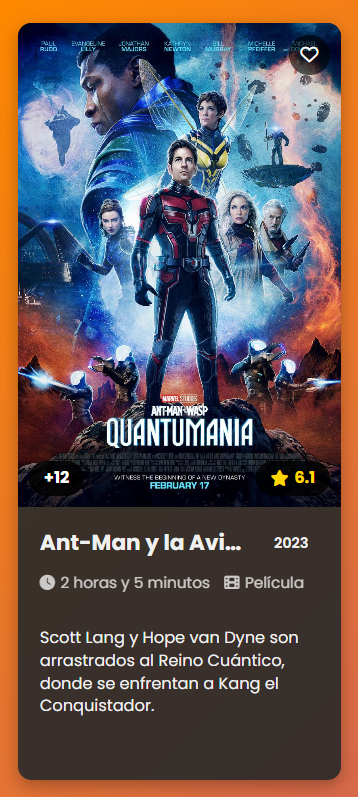 PAUL RUDD EVANGELINE LILLY JONATHAN MAJORS KATHRYN NEWTON BILL MURRAY MICHELLE PFEIFFER MICHAEL
MARVEL STUDIOS
ANT-MAN AND THE WASP
QUANTUMANIA
WITNESS THE BEGINNING OF A NEW DYNASTY
FEBRUARY 17
+12 6.1
Ant-Man y la Avi... 2023
2 horas y 5 minutos Película
Scott Lang y Hope van Dyne son
arrastrados al Reino Cuántico,
donde se enfrentan a Kang el
Conquistador.